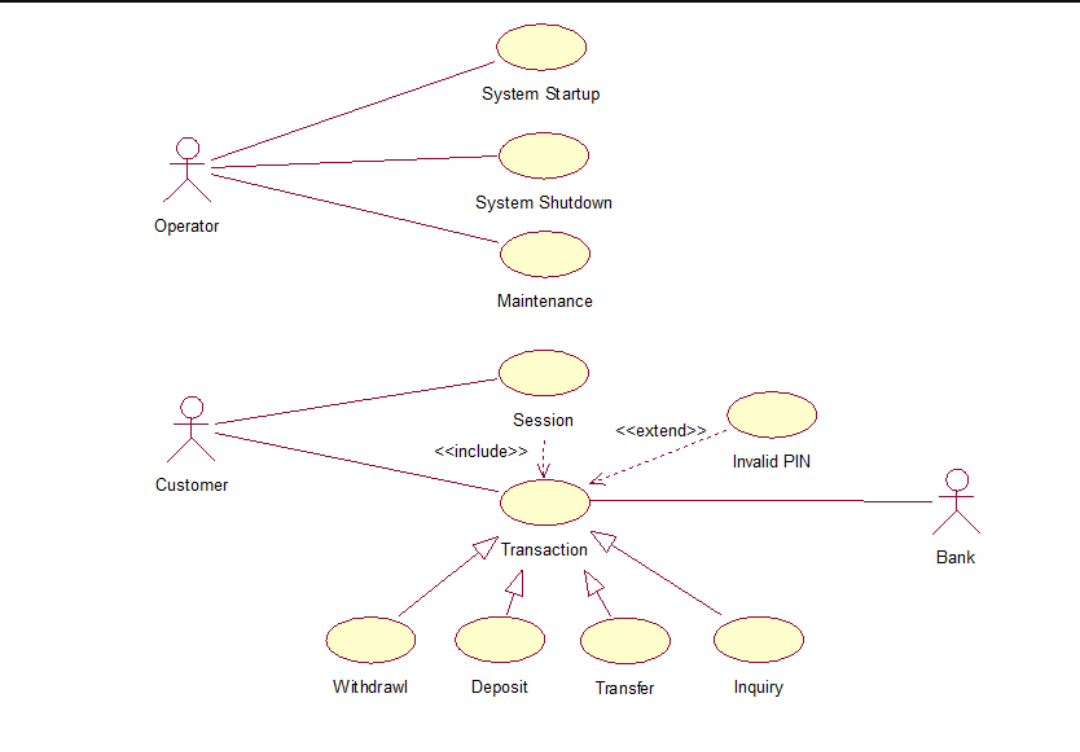 System Startup
System Shutdown
Operator
Maintenance
Session
<<extend>>
<<include>>
Invalid PIN
Customer
Transaction
Bank
Withdrawl
Deposit
Transfer
Inquiry